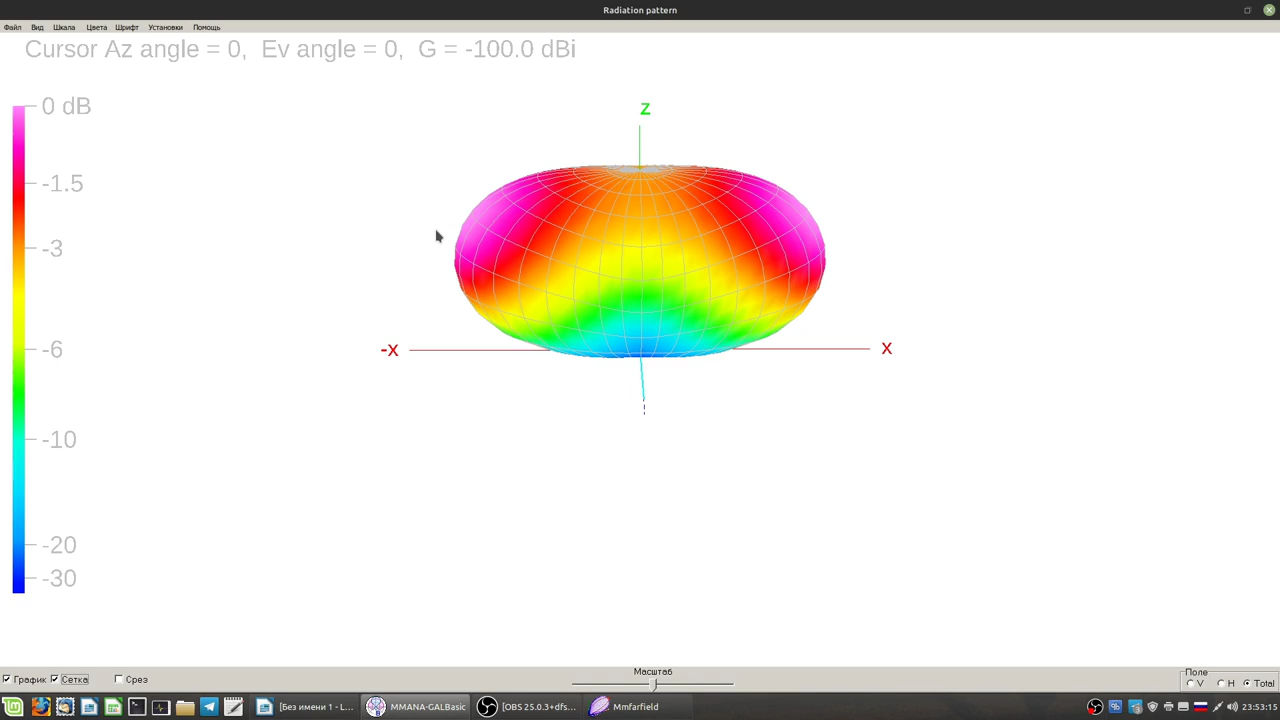 Radiation pattern
Файл Вид Шкала Цвета Шрифт Установки Помощь
Cursor Az angle = 0, Ev angle = 0, G = -100.0 dBi
0 dB
-1.5
-3
-6
-10
-20
-30
Z
-X
X
График Сетка Срез
Масштаб
Поле
V H Total
[Без имени 1 - L...
MMANA-GALBasic
[OBS 25.0.3+dfs...
Mmfarfield
23:53:15